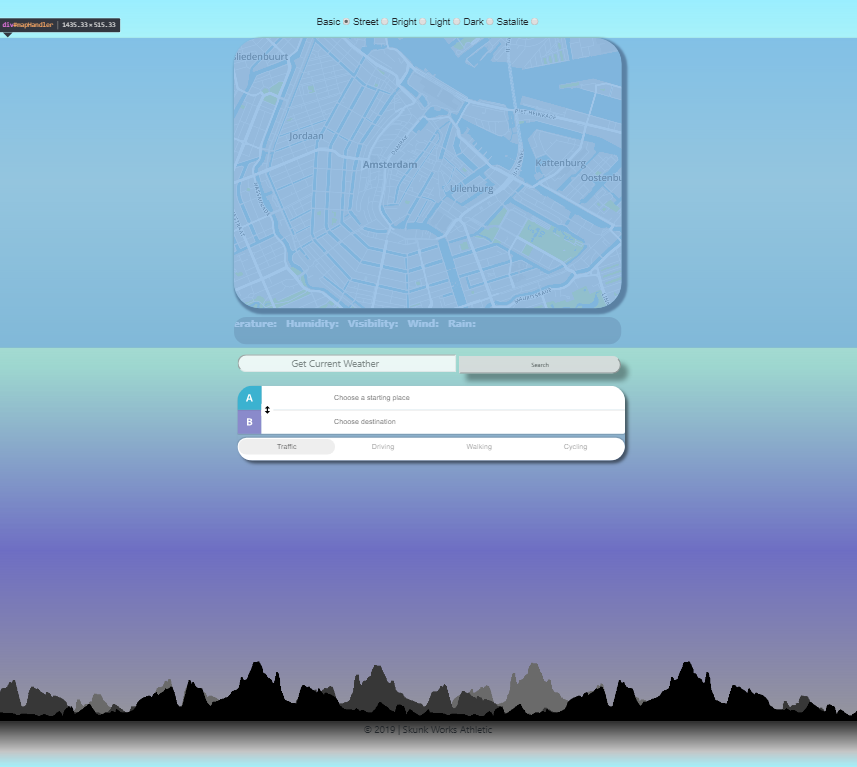 Basic Street Bright Light Dark Satalite
div#mapHandler | 1435.33 × 515.33
liedenbuurt
Jordaan
Amsterdam
Kattenburg
Oostenbu
Uilenburg
erature: Humidity: Visibility: Wind: Rain:
Get Current Weather
Search
A Choose a starting place
B Choose destination
Traffic Driving Walking Cycling
© 2019 | Skunk Works Athletic